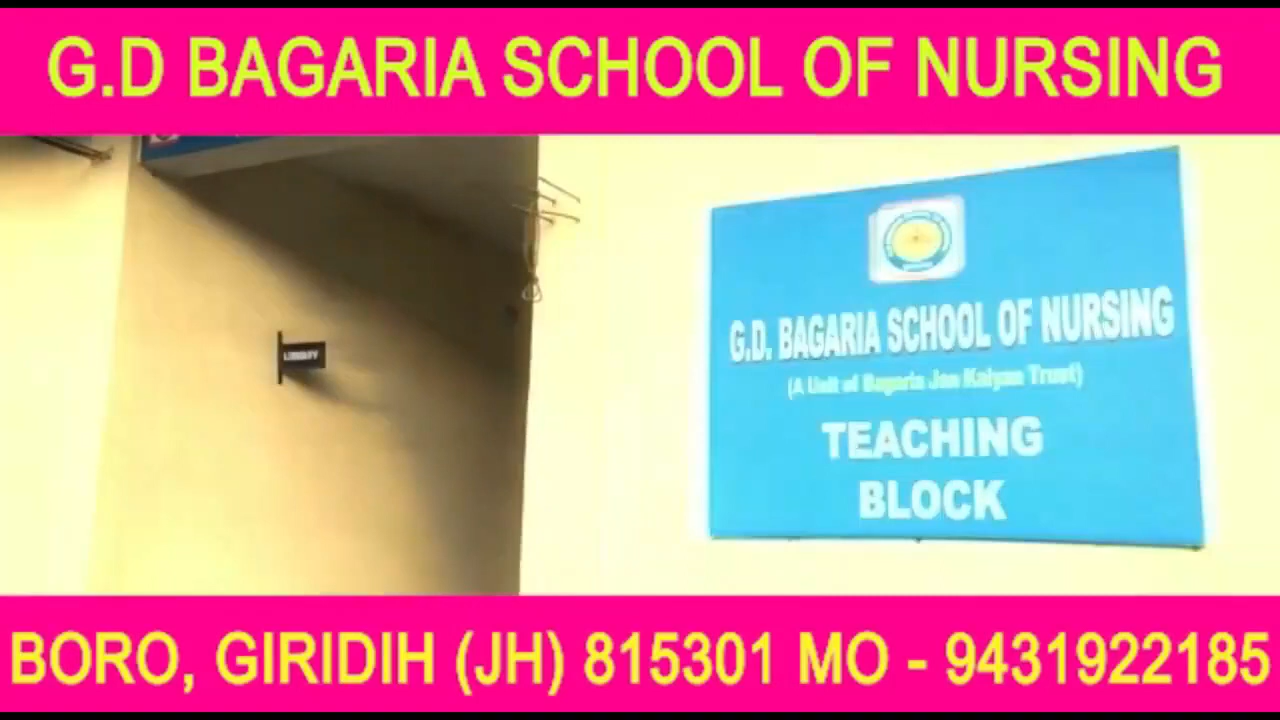 G.D BAGARIA SCHOOL OF NURSING
LIBRARY
G.D. BAGARIA SCHOOL OF NURSING
(A Unit of Bagaria Jan Kalyan Trust)
TEACHING
BLOCK
BORO, GIRIDIH (JH) 815301 MO - 9431922185